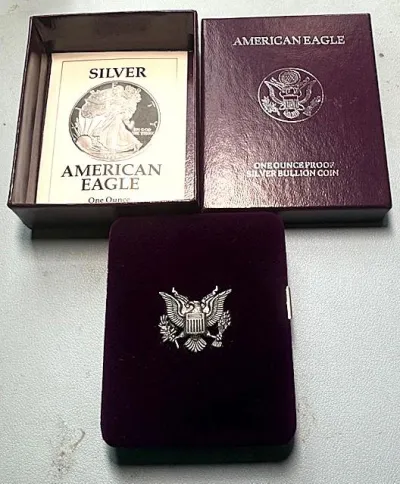 SILVER
AMERICAN
EAGLE
One Ounce
AMERICAN EAGLE
ONE OUNCE PROOF
SILVER BULLION COIN